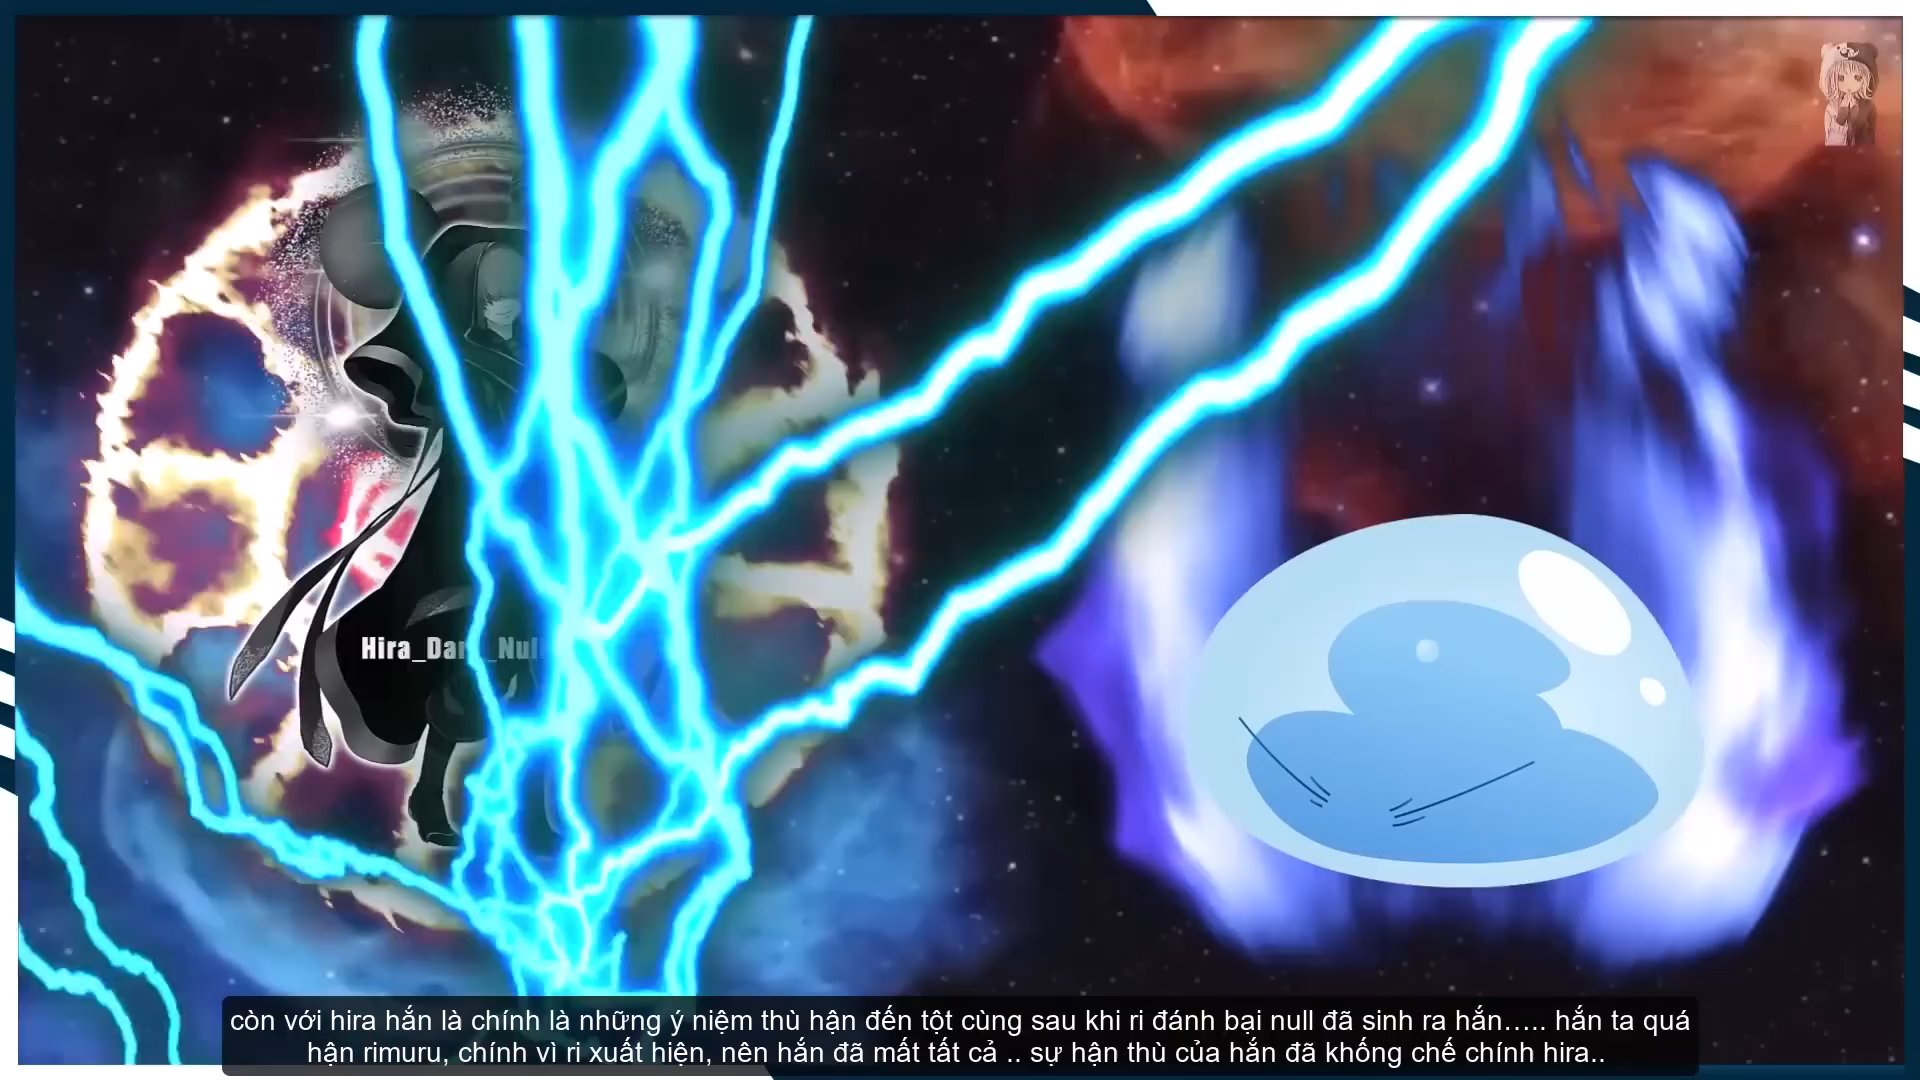 còn với hira hắn là chính là những ý niệm thù hận đến tột cùng sau khi ri đánh bại null đã sinh ra hắn….. hắn ta quá
hận rimuru, chính vì ri xuất hiện, nên hắn đã mất tất cả .. sự hận thù của hắn đã khống chế chính hira..